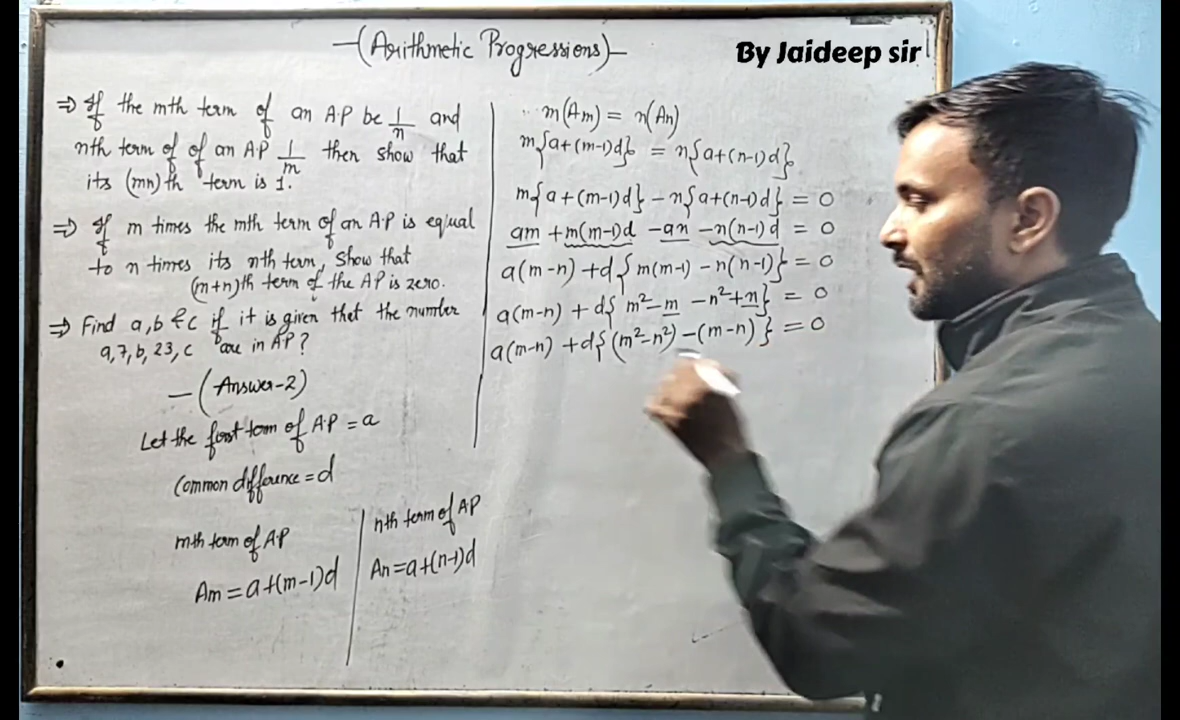 —(Arithmetic Progressions)—
By Jaideep sir
⇒ If the mth term of an A.P be 1/n and
nth term of of an A.P 1/m then show that
its (mn)th term is 1.
⇒ If m times the mth term of an A.P is equal
to n times its nth term, show that
(m+n)th term of the AP is zero.
⇒ Find a, b & c if it is given that the number
a, 7, b, 23, c are in AP?
—(Answer-2)
Let the first term of A.P = a
Common difference = d
mth term of A.P
Am = a+(m-1)d
nth term of AP
An = a+(n-1)d
∵ m(Am) = n(An)
m{a+(m-1)d} = n{a+(n-1)d}
m{a+(m-1)d} - n{a+(n-1)d} = 0
am + m(m-1)d - an - n(n-1)d = 0
a(m-n) + d{m(m-1) - n(n-1)} = 0
a(m-n) + d{m²-m - n²+n} = 0
a(m-n) + d{(m²-n²) - (m-n)} = 0